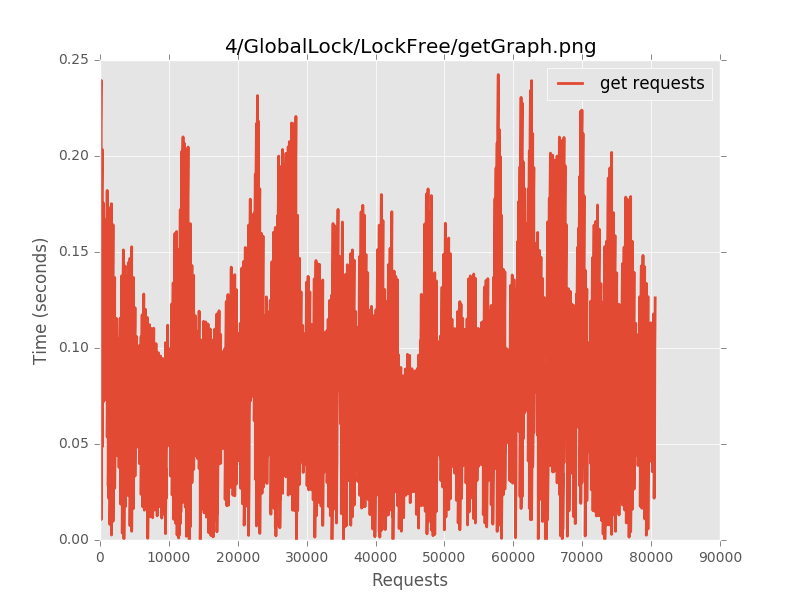 4/GlobalLock/LockFree/getGraph.png
get requests
0.25
0.20
0.15
0.10
0.05
0.00
Time (seconds)
0 10000 20000 30000 40000 50000 60000 70000 80000 90000
Requests